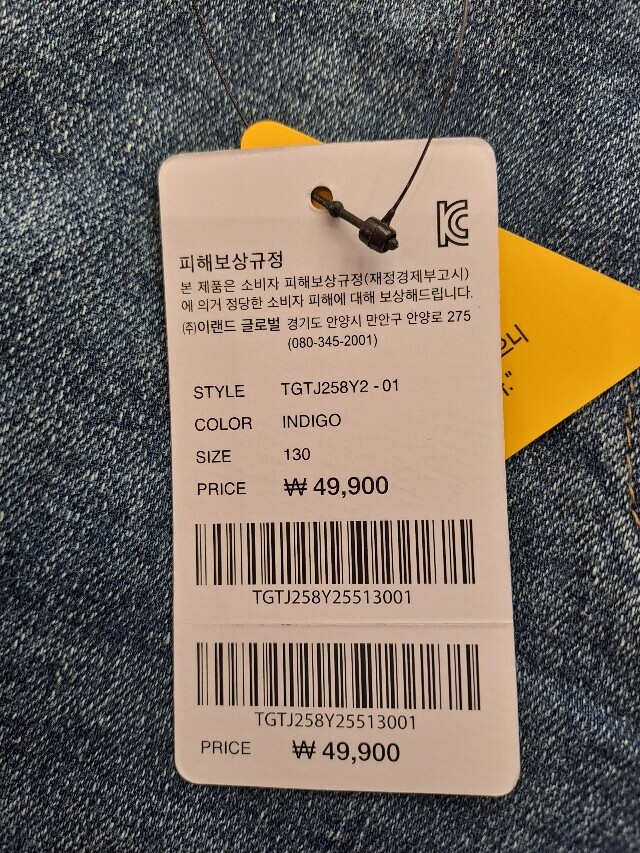 피해보상규정
본 제품은 소비자 피해보상규정(재정경제부고시)
에 의거 정당한 소비자 피해에 대해 보상해드립니다.
(주)이랜드 글로벌 경기도 안양시 만안구 안양로 275
(080-345-2001)
STYLE TGTJ258Y2 - 01
COLOR INDIGO
SIZE 130
PRICE ₩ 49,900
TGTJ258Y25513001
TGTJ258Y25513001
PRICE ₩ 49,900